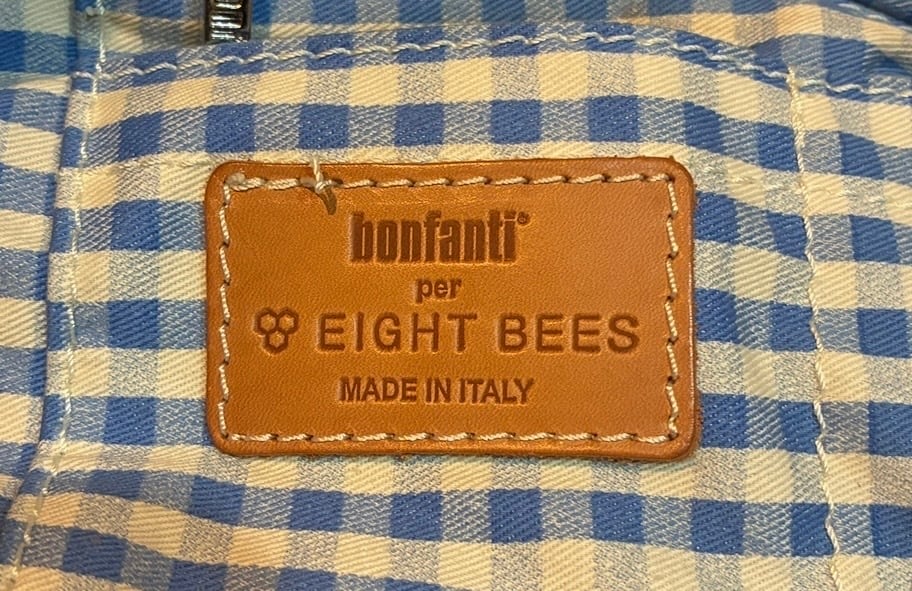 bonfanti®
per
EIGHT BEES
MADE IN ITALY